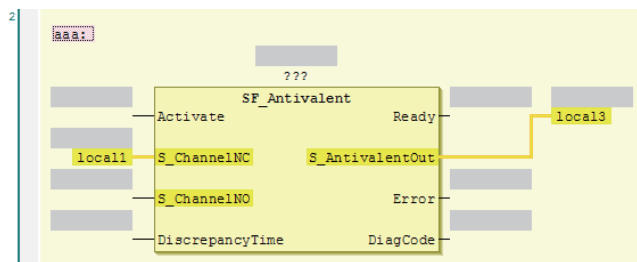 2
aaa:
???
SF_Antivalent
Activate Ready
local3
local1 S_ChannelNC S_AntivalentOut
S_ChannelNO Error
DiscrepancyTime DiagCode